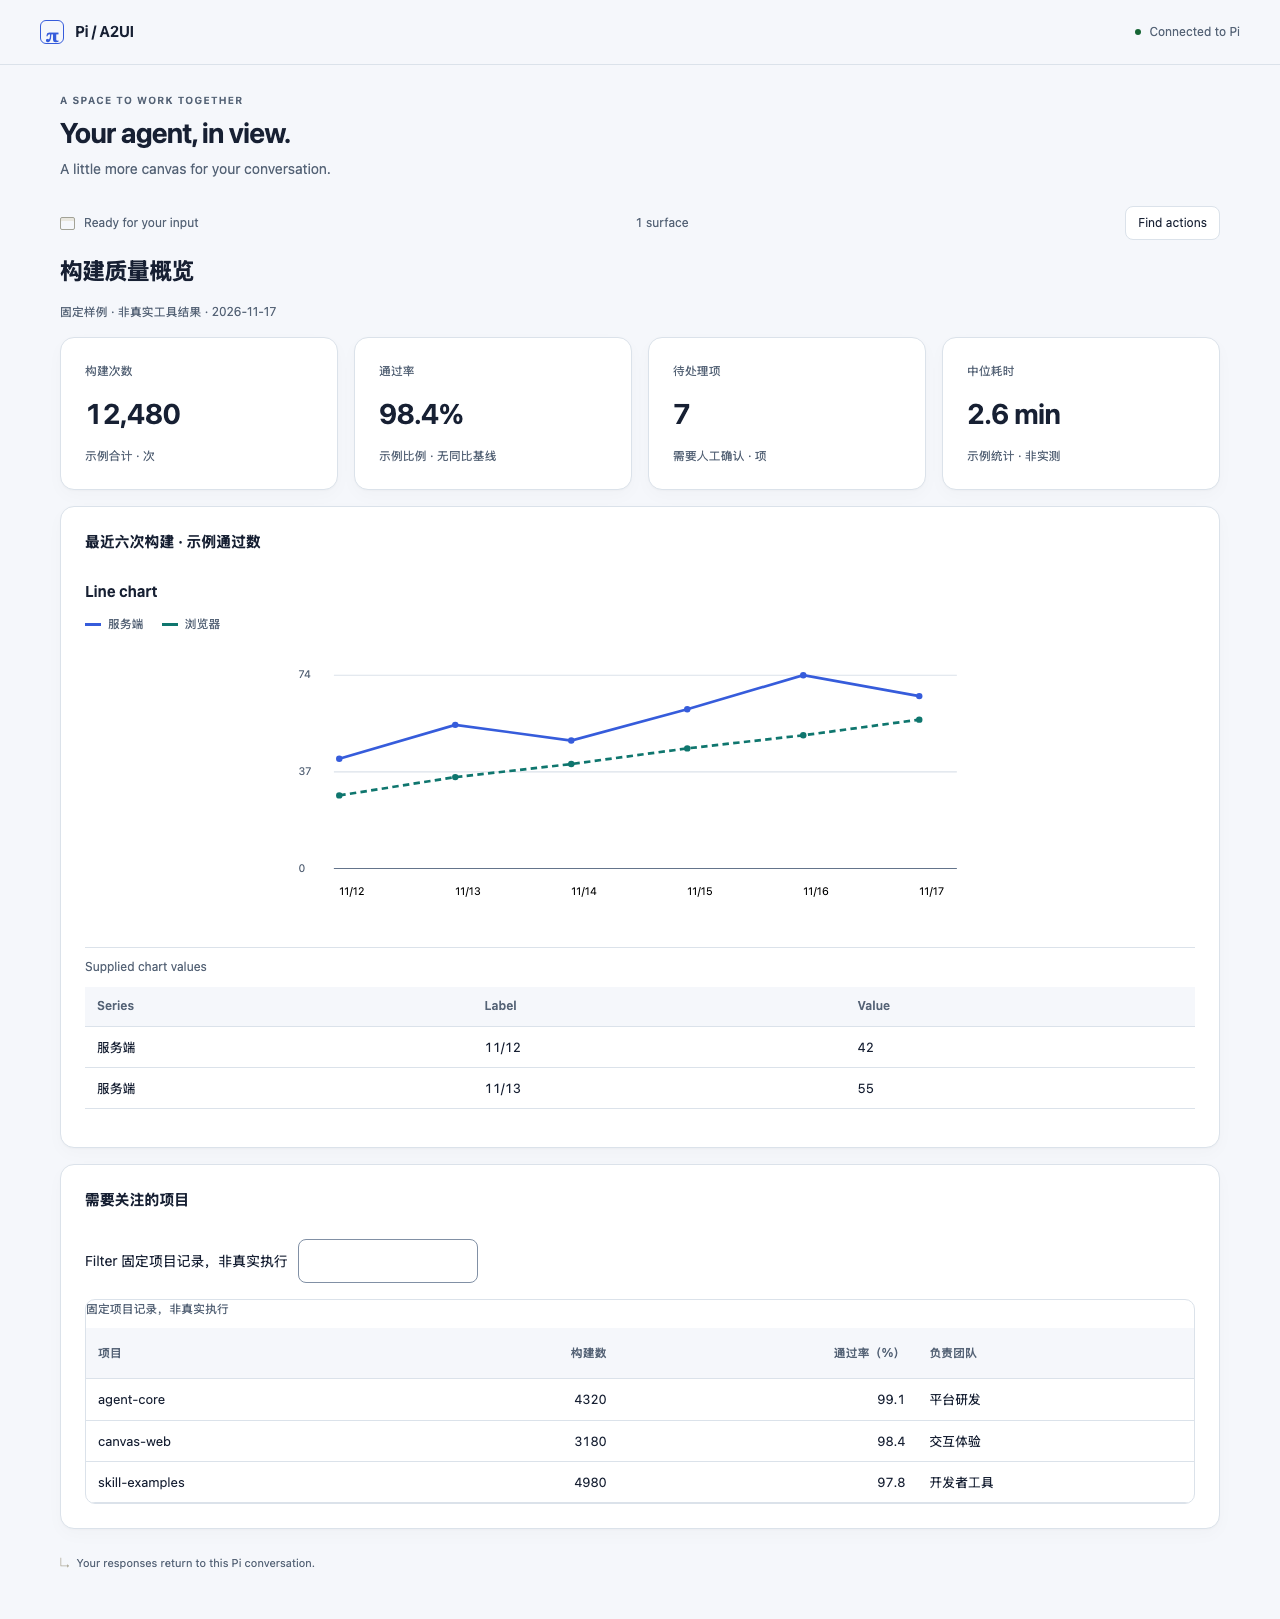 π Pi / A2UI
Connected to Pi
A SPACE TO WORK TOGETHER
Your agent, in view.
A little more canvas for your conversation.
Ready for your input
1 surface
Find actions
构建质量概览
固定样例 · 非真实工具结果 · 2026-11-17
构建次数
12,480
示例合计 · 次
通过率
98.4%
示例比例 · 无同比基线
待处理项
7
需要人工确认 · 项
中位耗时
2.6 min
示例统计 · 非实测
最近六次构建 · 示例通过数
Line chart
服务端 浏览器
74
37
0
11/12 11/13 11/14 11/15 11/16 11/17
Supplied chart values
Series Label Value
服务端 11/12 42
服务端 11/13 55
需要关注的项目
Filter 固定项目记录，非真实执行
固定项目记录，非真实执行
项目 构建数 通过率（%） 负责团队
agent-core 4320 99.1 平台研发
canvas-web 3180 98.4 交互体验
skill-examples 4980 97.8 开发者工具
Your responses return to this Pi conversation.